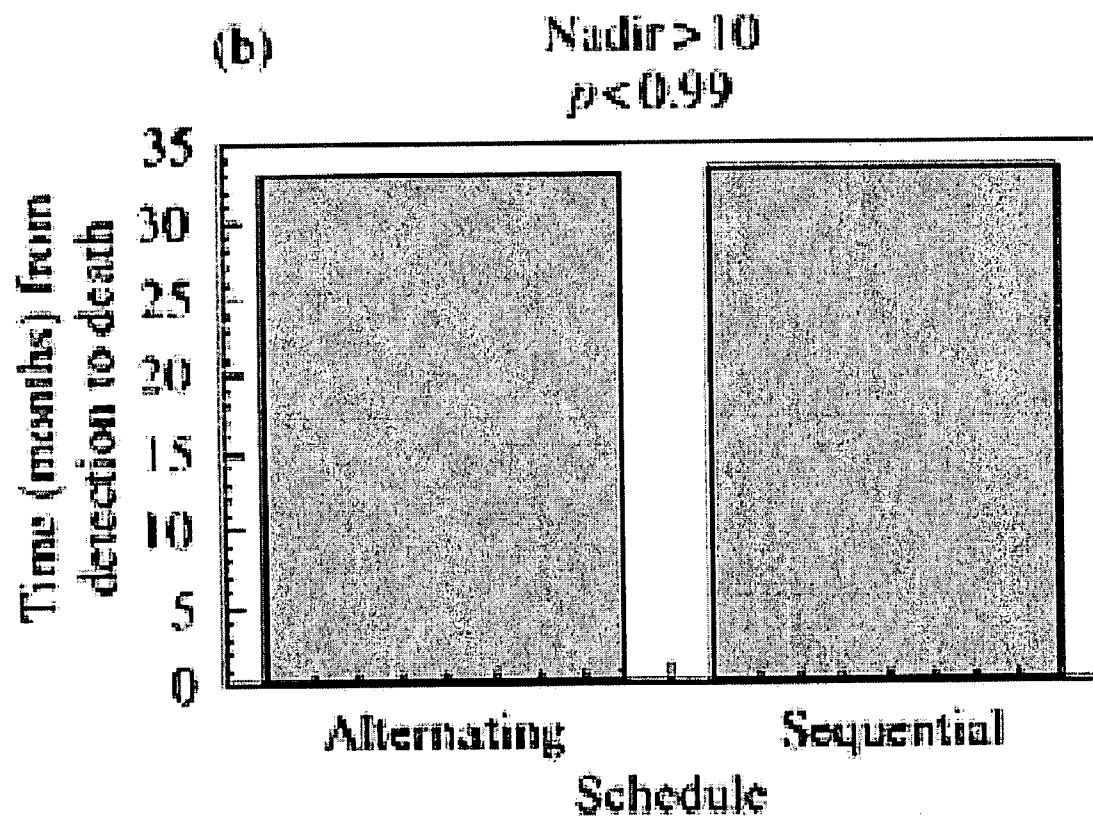 (b) Nadir > 10
p < 0.99
Time (months) from
detection to death
35
30
25
20
15
10
5
0
Alternating Sequential
Schedule